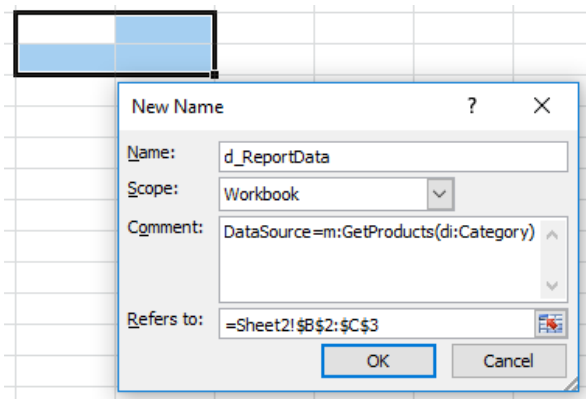 New Name ?
Name: d_ReportData
Scope: Workbook
Comment: DataSource=m:GetProducts(di:Category)
Refers to: =Sheet2!$B$2:$C$3
OK Cancel